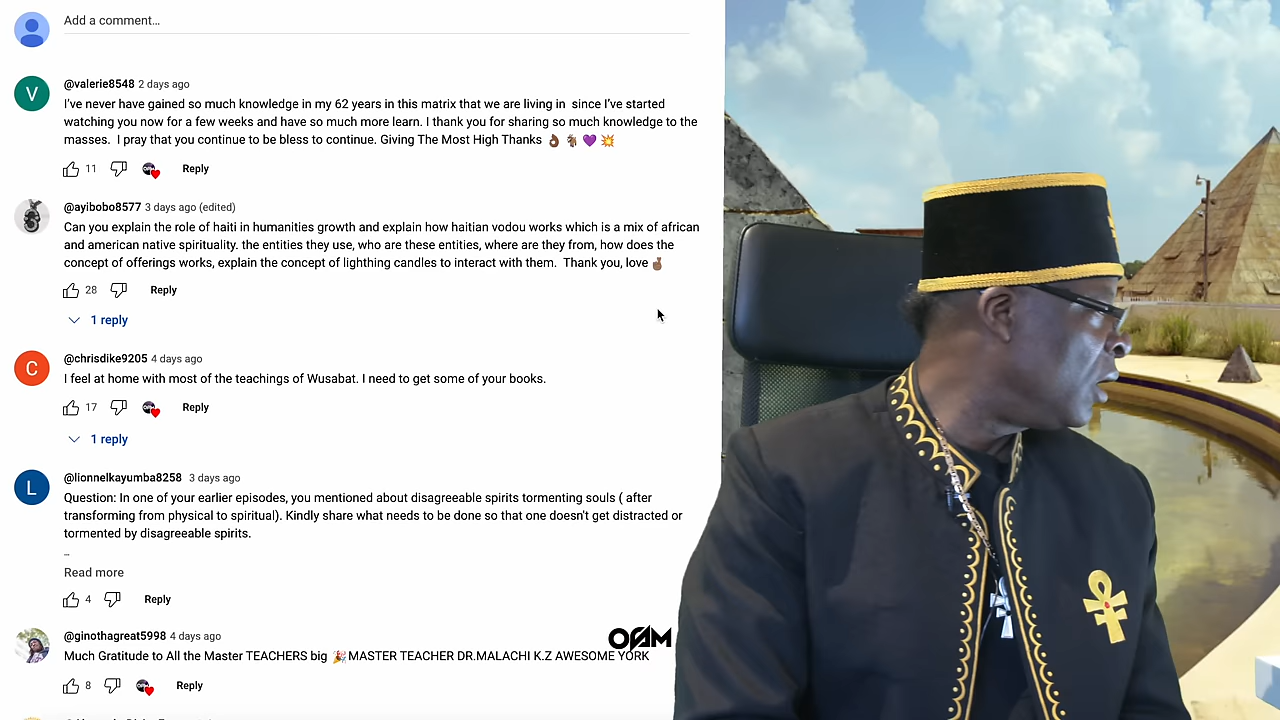 Add a comment...
V
@valerie8548 2 days ago
I've never have gained so much knowledge in my 62 years in this matrix that we are living in since I've started
watching you now for a few weeks and have so much more learn. I thank you for sharing so much knowledge to the
masses. I pray that you continue to be bless to continue. Giving The Most High Thanks 👌🏾 🐐 💜 💥
11 Reply
@ayibobo8577 3 days ago (edited)
Can you explain the role of haiti in humanities growth and explain how haitian vodou works which is a mix of african
and american native spirituality. the entities they use, who are these entities, where are they from, how does the
concept of offerings works, explain the concept of lighthing candles to interact with them. Thank you, love ✌🏾
28 Reply
1 reply
C
@chrisdike9205 4 days ago
I feel at home with most of the teachings of Wusabat. I need to get some of your books.
17 Reply
1 reply
L
@lionnelkayumba8258 3 days ago
Question: In one of your earlier episodes, you mentioned about disagreeable spirits tormenting souls ( after
transforming from physical to spiritual). Kindly share what needs to be done so that one doesn't get distracted or
tormented by disagreeable spirits.
...
Read more
4 Reply
@ginothagreat5998 4 days ago
Much Gratitude to All the Master TEACHERS big 🎉MASTER TEACHER DR.MALACHI K.Z AWESOME YORK
8 Reply